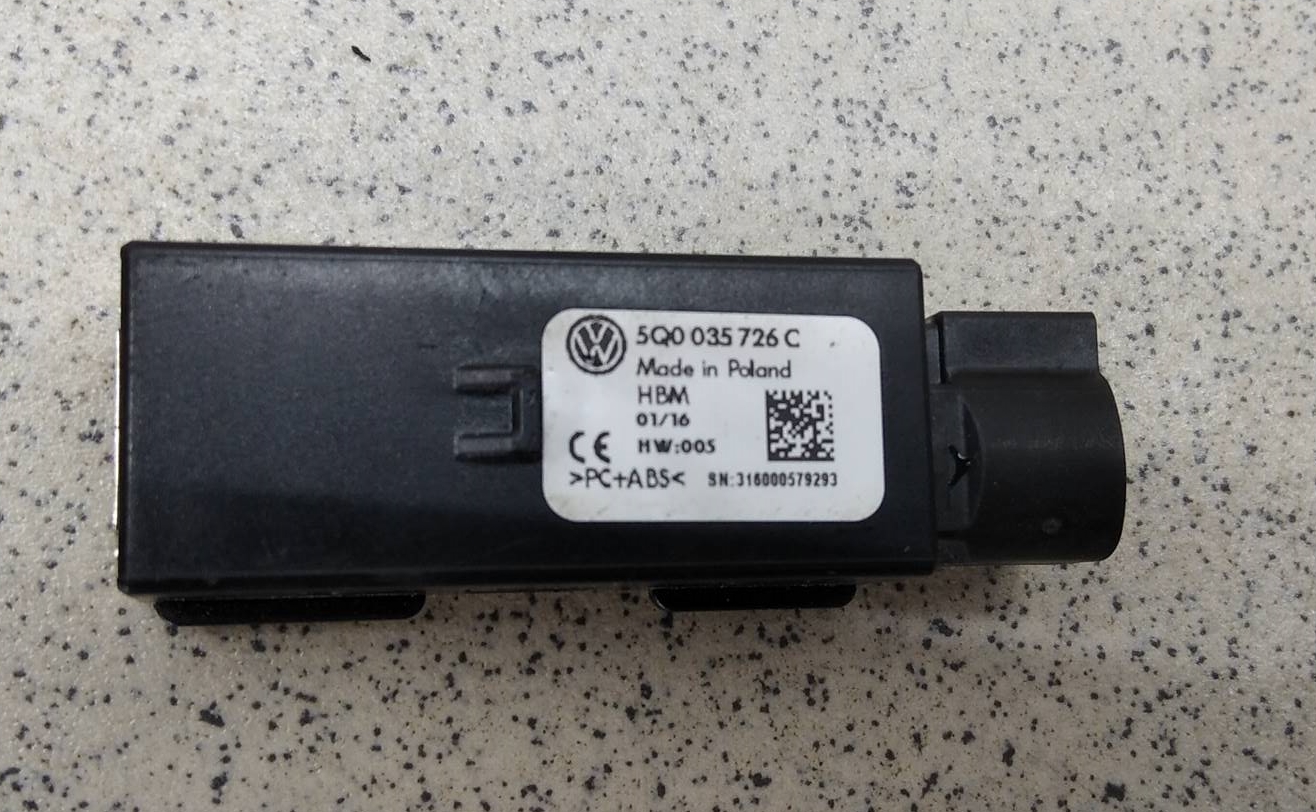 5Q0 035 726 C
Made in Poland
HBM
01/16
CE HW:005
>PC+ABS< SN:316000579293